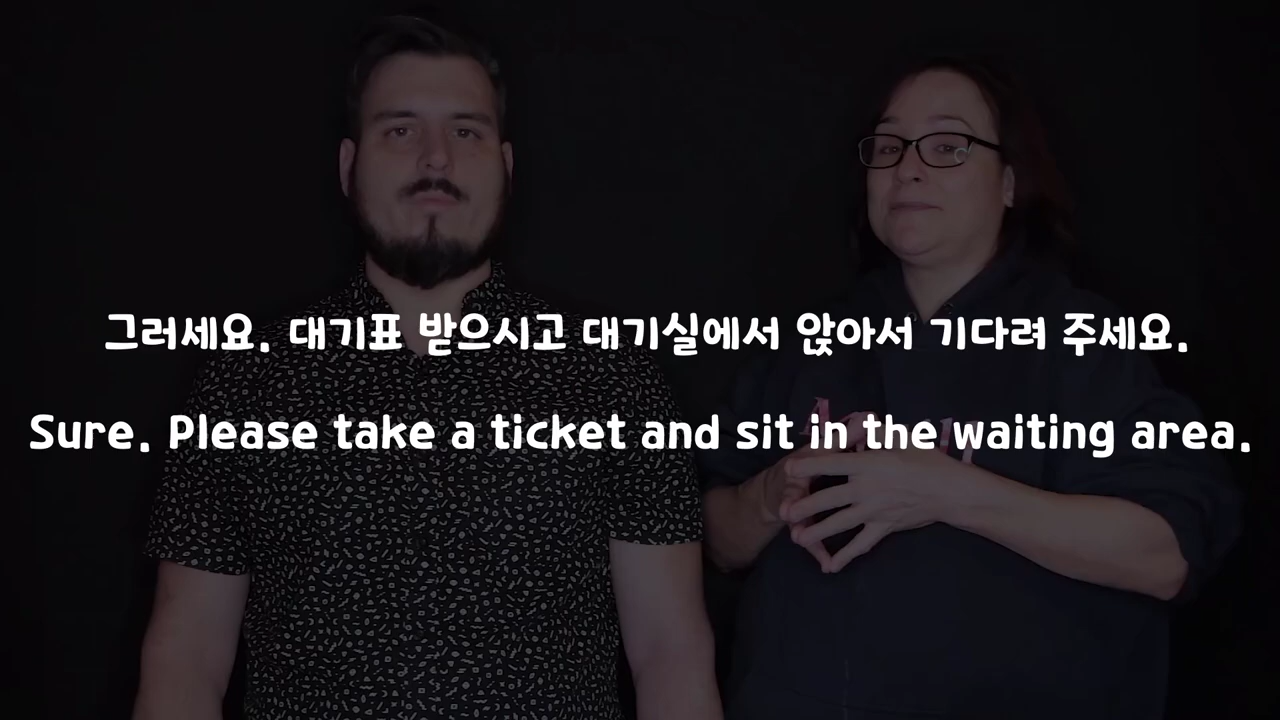 그러세요. 대기표 받으시고 대기실에서 앉아서 기다려 주세요.
Sure. Please take a ticket and sit in the waiting area.